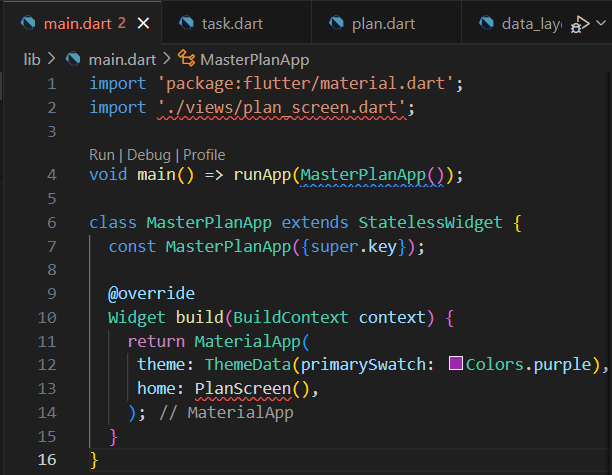 main.dart 2 task.dart plan.dart data_lay
lib > main.dart > MasterPlanApp
1 import 'package:flutter/material.dart';
2 import './views/plan_screen.dart';
3
Run | Debug | Profile
4 void main() => runApp(MasterPlanApp());
5
6 class MasterPlanApp extends StatelessWidget {
7 const MasterPlanApp({super.key});
8
9 @override
10 Widget build(BuildContext context) {
11 return MaterialApp(
12 theme: ThemeData(primarySwatch: Colors.purple),
13 home: PlanScreen(),
14 ); // MaterialApp
15 }
16 }